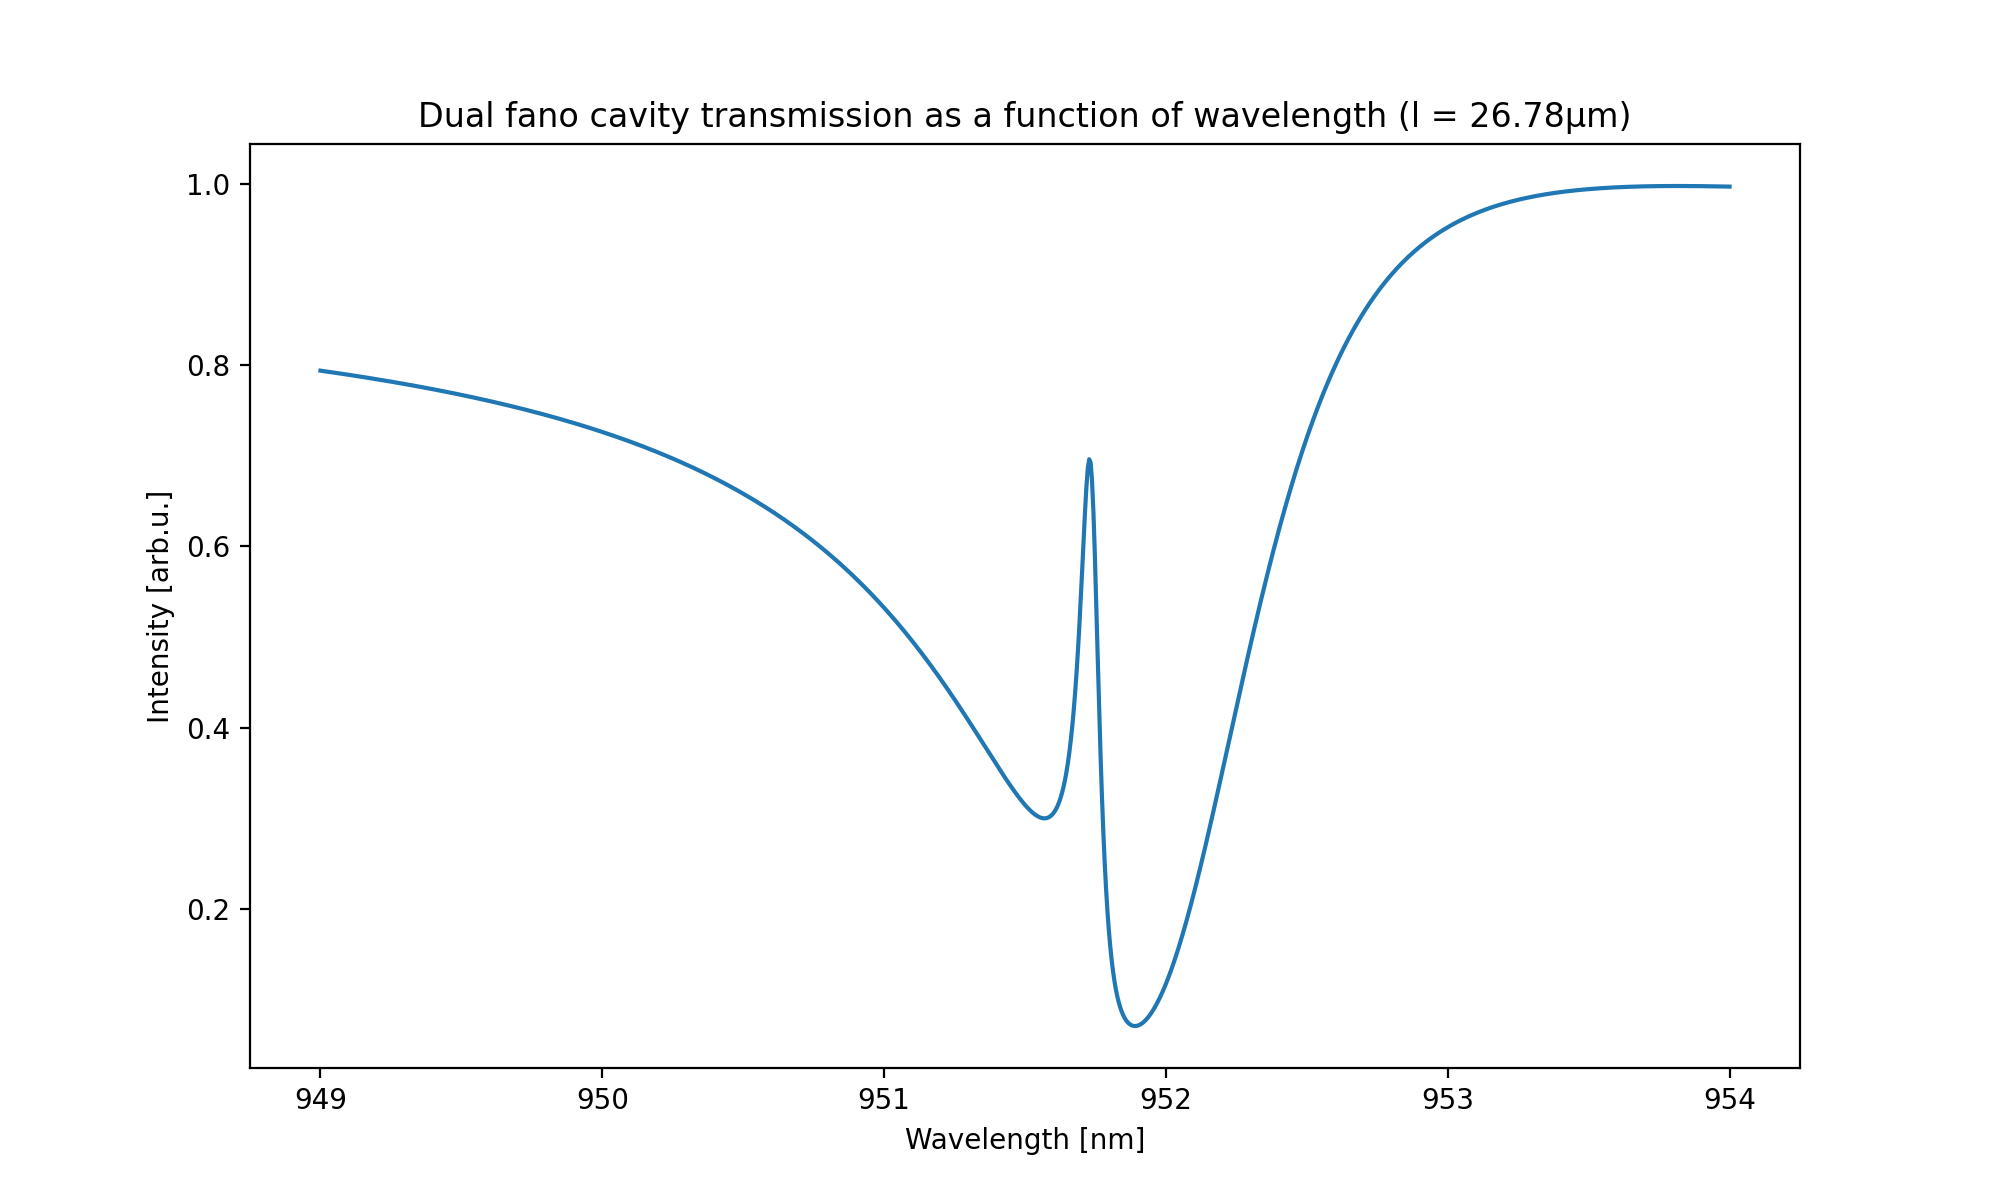 Dual fano cavity transmission as a function of wavelength (l = 26.78μm)
1.0
0.8
0.6
0.4
0.2
Intensity [arb.u.]
949 950 951 952 953 954
Wavelength [nm]